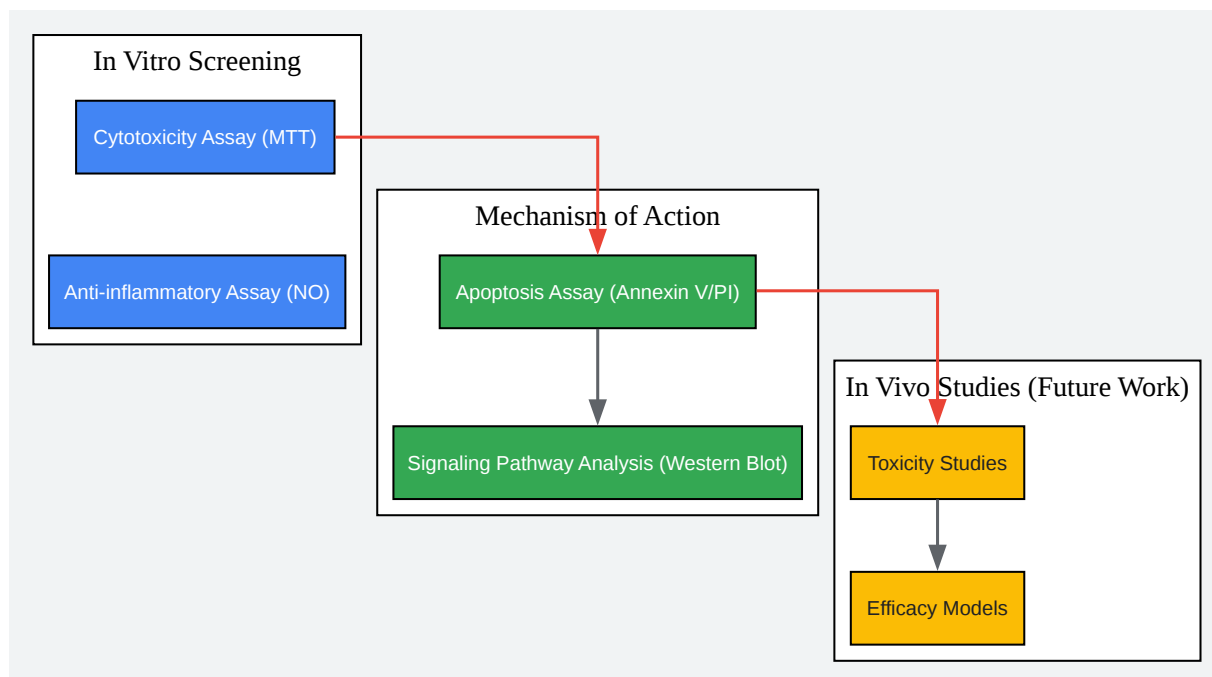 In Vitro Screening
Cytotoxicity Assay (MTT)
Anti-inflammatory Assay (NO)
Mechanism of Action
Apoptosis Assay (Annexin V/PI)
Signaling Pathway Analysis (Western Blot)
In Vivo Studies (Future Work)
Toxicity Studies
Efficacy Models